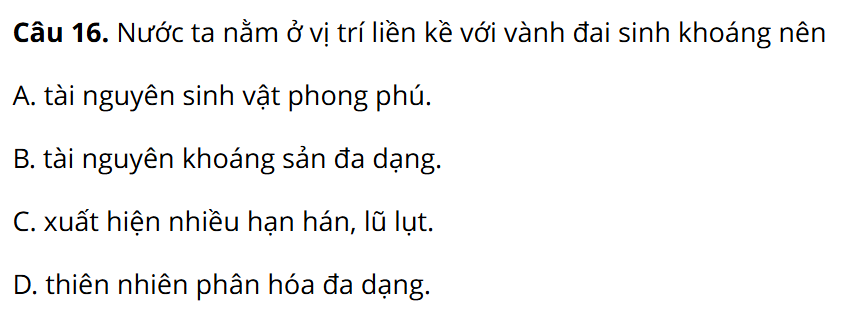 Câu 16. Nước ta nằm ở vị trí liền kề với vành đai sinh khoáng nên
A. tài nguyên sinh vật phong phú.
B. tài nguyên khoáng sản đa dạng.
C. xuất hiện nhiều hạn hán, lũ lụt.
D. thiên nhiên phân hóa đa dạng.